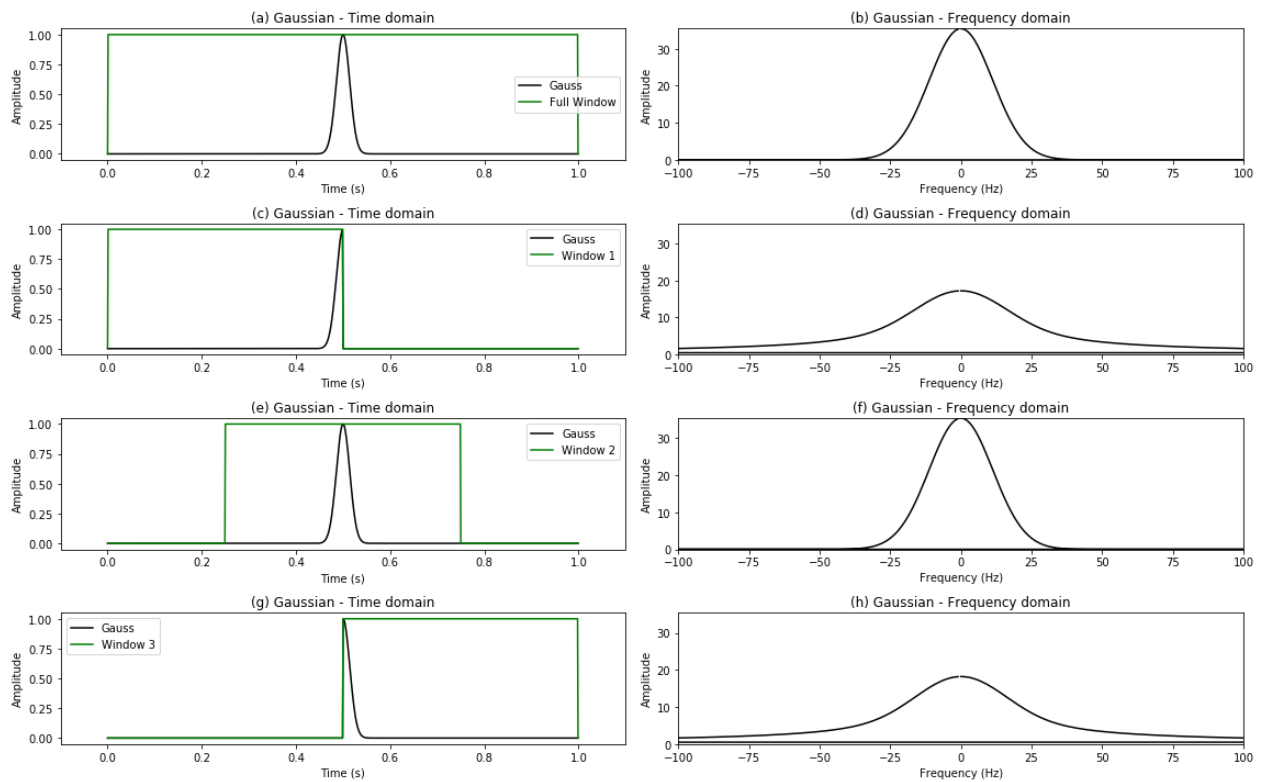 (a) Gaussian - Time domain
Amplitude
1.00
0.75
0.50
0.25
0.00
Gauss
Full Window
0.0 0.2 0.4 0.6 0.8 1.0
Time (s)
(b) Gaussian - Frequency domain
Amplitude
30
20
10
0
−100 −75 −50 −25 0 25 50 75 100
Frequency (Hz)
(c) Gaussian - Time domain
Amplitude
1.00
0.75
0.50
0.25
0.00
Gauss
Window 1
0.0 0.2 0.4 0.6 0.8 1.0
Time (s)
(d) Gaussian - Frequency domain
Amplitude
30
20
10
0
−100 −75 −50 −25 0 25 50 75 100
Frequency (Hz)
(e) Gaussian - Time domain
Amplitude
1.00
0.75
0.50
0.25
0.00
Gauss
Window 2
0.0 0.2 0.4 0.6 0.8 1.0
Time (s)
(f) Gaussian - Frequency domain
Amplitude
30
20
10
0
−100 −75 −50 −25 0 25 50 75 100
Frequency (Hz)
(g) Gaussian - Time domain
Amplitude
1.00
0.75
0.50
0.25
0.00
Gauss
Window 3
0.0 0.2 0.4 0.6 0.8 1.0
Time (s)
(h) Gaussian - Frequency domain
Amplitude
30
20
10
0
−100 −75 −50 −25 0 25 50 75 100
Frequency (Hz)